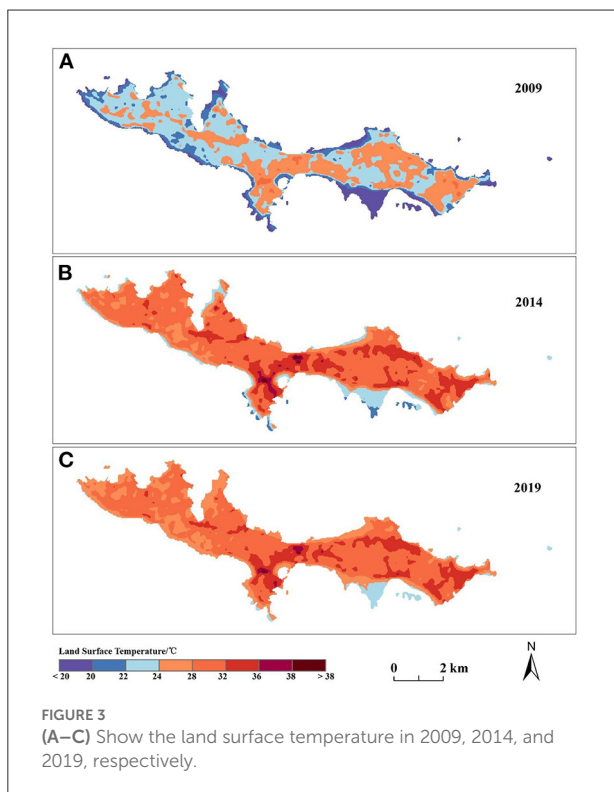 A
2009
B
2014
C
2019
Land Surface Temperature/℃
< 20 20 22 24 28 32 36 38 > 38
0 2 km
N
FIGURE 3
(A–C) Show the land surface temperature in 2009, 2014, and
2019, respectively.